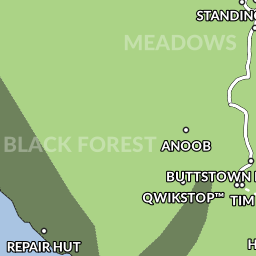 STANDING
MEADOWS
BLACK FOREST
ANOOB
BUTTSTOWN
QWIKSTOP™
TIM
REPAIR HUT
H